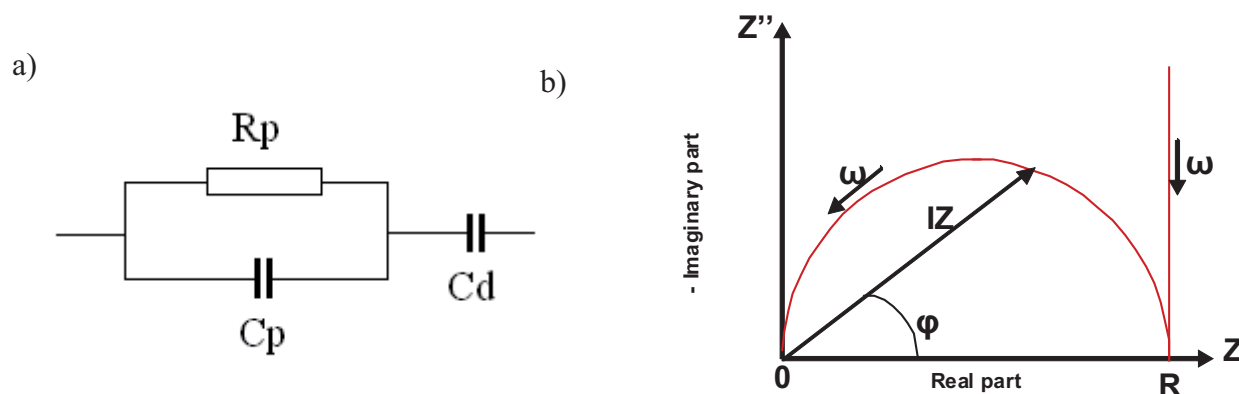 a)
Rp
Cp
Cd
b)
Z’’
- Imaginary part
ω
IZ
φ
ω
0
Real part
R
Z